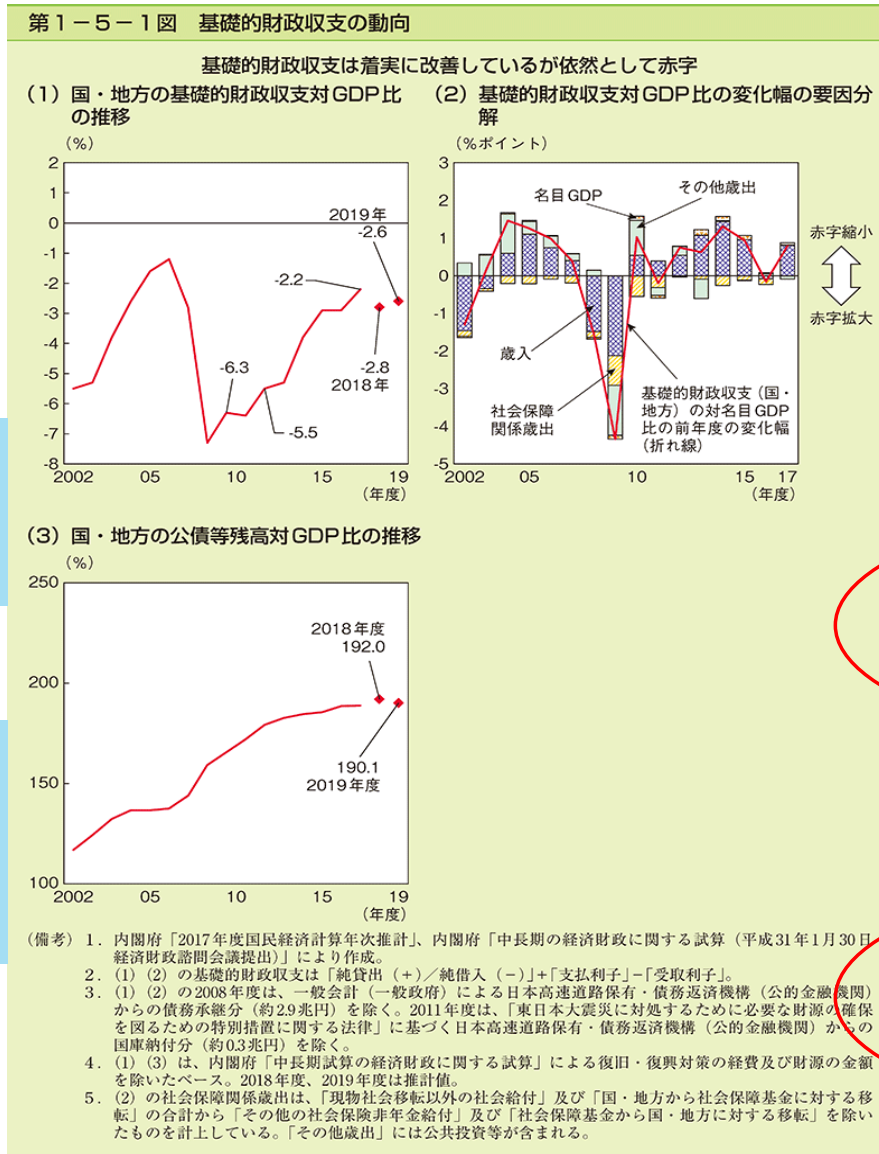 第1－5－1図　基礎的財政収支の動向
基礎的財政収支は着実に改善しているが依然として赤字
(1) 国・地方の基礎的財政収支対GDP比
の推移
(%)
2
1
0
-1
-2
-3
-4
-5
-6
-7
-8
2019年
-2.6
-2.2
-6.3
-2.8
2018年
-5.5
2002 05 10 15 19
(年度)
(2) 基礎的財政収支対GDP比の変化幅の要因分
解
(%ポイント)
3
2
1
0
-1
-2
-3
-4
-5
名目GDP
その他歳出
歳入
社会保障
関係歳出
基礎的財政収支（国・
地方）の対名目GDP
比の前年度の変化幅
(折れ線)
2002 05 10 15 17
(年度)
赤字縮小
赤字拡大
(3) 国・地方の公債等残高対GDP比の推移
(%)
250
200
150
100
2018年度
192.0
190.1
2019年度
2002 05 10 15 19
(年度)
(備考) 1．内閣府「2017年度国民経済計算年次推計」、内閣府「中長期の経済財政に関する試算（平成31年1月30日
経済財政諮問会議提出）」により作成。
2．(1)(2)の基礎的財政収支は「純貸出（＋）／純借入（－）」+「支払利子」−「受取利子」。
3．(1)(2)の2008年度は、一般会計（一般政府）による日本高速道路保有・債務返済機構（公的金融機関）
からの債務承継分（約2.9兆円）を除く。2011年度は、「東日本大震災に対処するために必要な財源の確保
を図るための特別措置に関する法律」に基づく日本高速道路保有・債務返済機構（公的金融機関）からの
国庫納付分（約0.3兆円）を除く。
4．(1)(3)は、内閣府「中長期試算の経済財政に関する試算」による復旧・復興対策の経費及び財源の金額
を除いたベース。2018年度、2019年度は推計値。
5．(2)の社会保障関係歳出は、「現物社会移転以外の社会給付」及び「国・地方から社会保障基金に対する移
転」の合計から「その他の社会保険非年金給付」及び「社会保障基金から国・地方に対する移転」を除い
たものを計上している。「その他歳出」には公共投資等が含まれる。